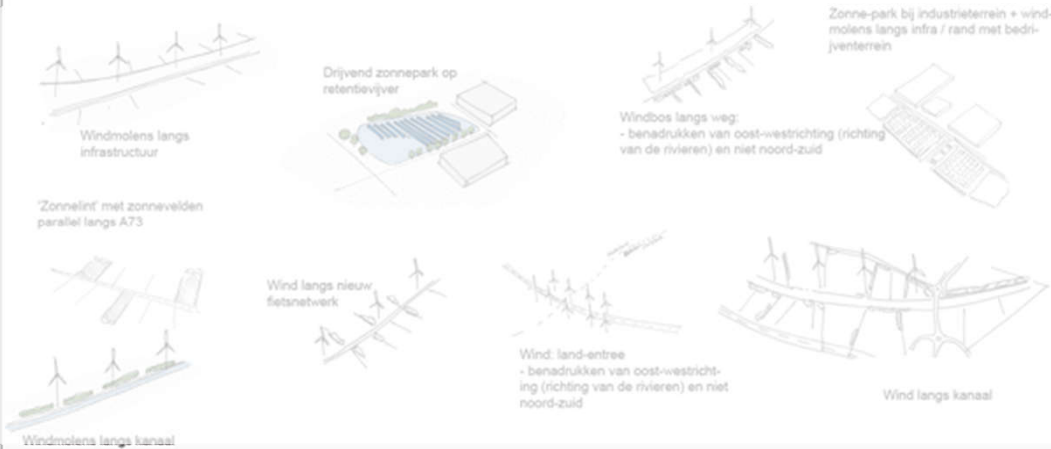 Windmolens langs
infrastructuur
Drijvend zonnepark op
retentievijver
Windbos langs weg:
- benadrukken van oost-westrichting (richting
van de rivieren) en niet noord-zuid
Zonne-park bij industrieterrein + wind-
molens langs infra / rand met bedri-
jventerrein
'Zonnelint' met zonnevelden
parallel langs A73
Wind langs nieuw
fietsnetwerk
Wind: land-entree
- benadrukken van oost-westricht-
ing (richting van de rivieren) en niet
noord-zuid
Wind langs kanaal
Windmolens langs kanaal